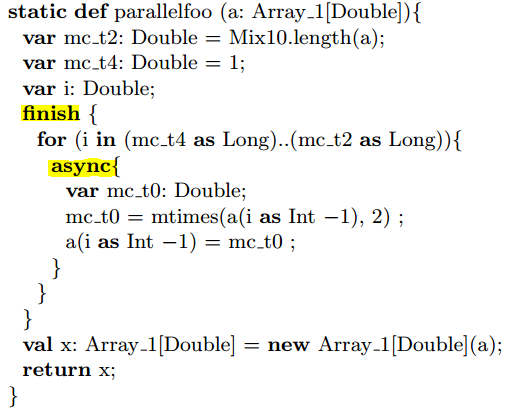 static def parallelfoo (a: Array_1[Double]){
var mc_t2: Double = Mix10.length(a);
var mc_t4: Double = 1;
var i: Double;
finish {
for (i in (mc_t4 as Long)..(mc_t2 as Long)){
async{
var mc_t0: Double;
mc_t0 = mtimes(a(i as Int −1), 2) ;
a(i as Int −1) = mc_t0 ;
}
}
}
val x: Array_1[Double] = new Array_1[Double](a);
return x;
}